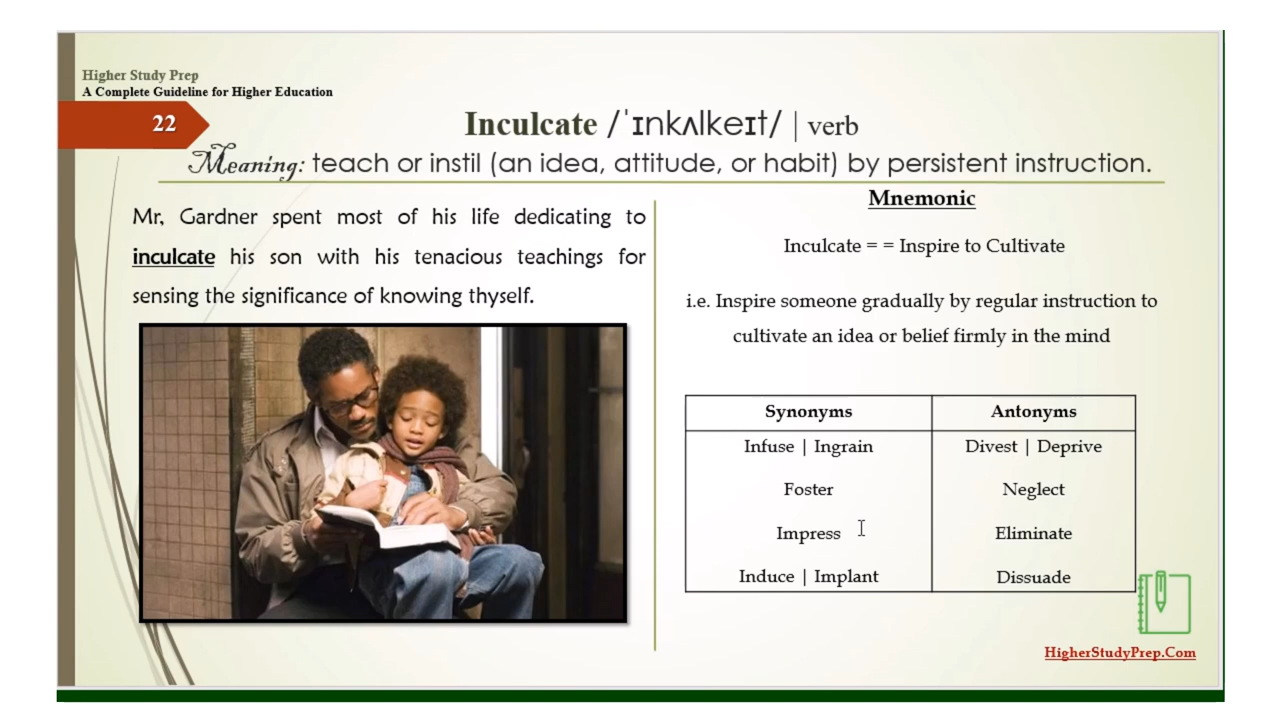 Higher Study Prep
A Complete Guideline for Higher Education
22
Inculcate /ˈɪnkʌlkeɪt/ | verb
Meaning: teach or instil (an idea, attitude, or habit) by persistent instruction.
Mr, Gardner spent most of his life dedicating to
inculcate his son with his tenacious teachings for
sensing the significance of knowing thyself.
Mnemonic
Inculcate = = Inspire to Cultivate
i.e. Inspire someone gradually by regular instruction to
cultivate an idea or belief firmly in the mind
Synonyms Antonyms
Infuse | Ingrain Divest | Deprive
Foster Neglect
Impress Eliminate
Induce | Implant Dissuade
HigherStudyPrep.Com